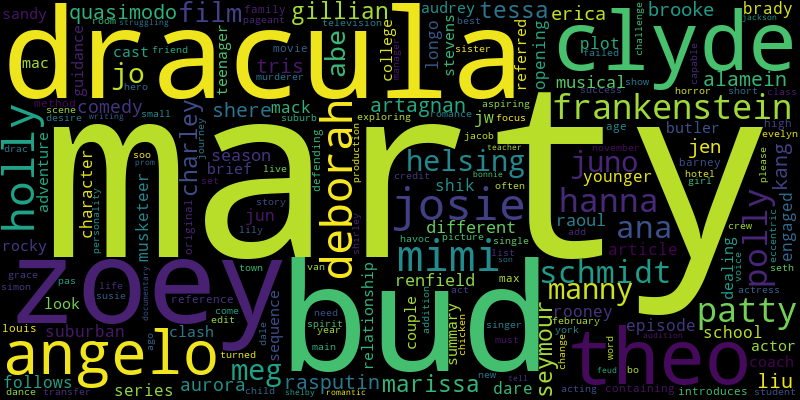 sandy quasimodo film gillian audrey tessa erica brooke brady
dracula clyde
room struggling family pageant television best jackson
mac guidance jo cast friend teenager movie tris murderer hero abe college longo stevens sister manager referred opening plot failed challenge capable alamein
musical show success horror short class
method comedy shere mack artagnan jw aspiring focus frankenstein
holly adventure scene desire writing small charley journey suburb exploring romance jacob teacher age butler november barney jen high evelyn
marty
drac character soo prom personality musketeer season brief live set defending production deborah helsing credit bonnie often juno younger hotel girl please kang engaged
shik josie hanna
original story jun lily different raoul ana polly
rocky havoc picture single list add article crew eccentric voice
shirley mimi son
grace simon pas life susie documentary town reference van max renfield schmidt dealing actress seth
zoey bud
look come edit sequence dale need spirit year main relationship couple act addition summary chicken singer manny rooney york february episode patty
louis suburban ago clash school actor
angelo turned romantic must seymour change theo word feud audition coach
follows series aurora meg child shelby rasputin marissa new tell dare acting bo containing introduces liu
dance transfer student